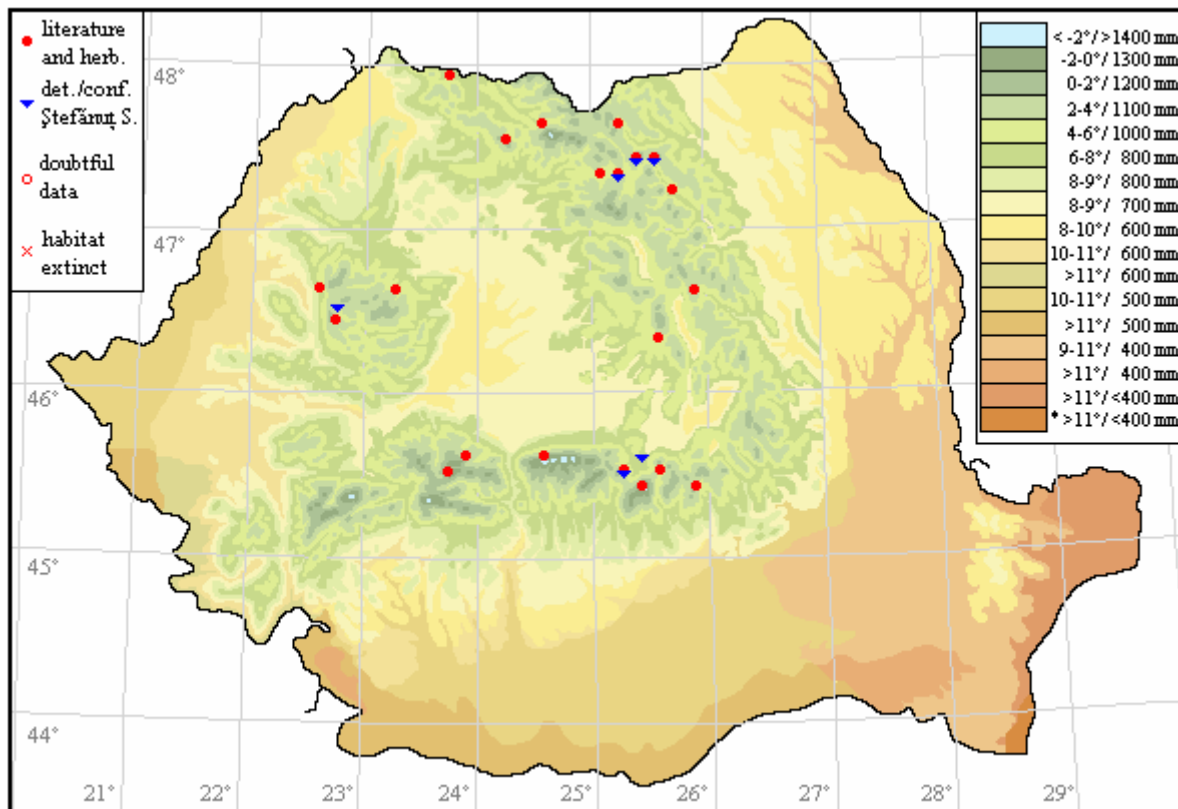 literature
and herb.
det./conf.
Ştefănuţ S.
doubtful
data
habitat
extinct
< -2°/>1400 mm
-2-0°/1300 mm
0-2°/1200 mm
2-4°/1100 mm
4-6°/1000 mm
6-8°/ 800 mm
8-9°/ 800 mm
8-9°/ 700 mm
8-10°/ 600 mm
10-11°/ 600 mm
>11°/ 600 mm
10-11°/ 500 mm
>11°/ 500 mm
9-11°/ 400 mm
>11°/ 400 mm
>11°/<400 mm
* >11°/<400 mm
48°
47°
46°
45°
44°
21°
22°
23°
24°
25°
26°
27°
28°
29°